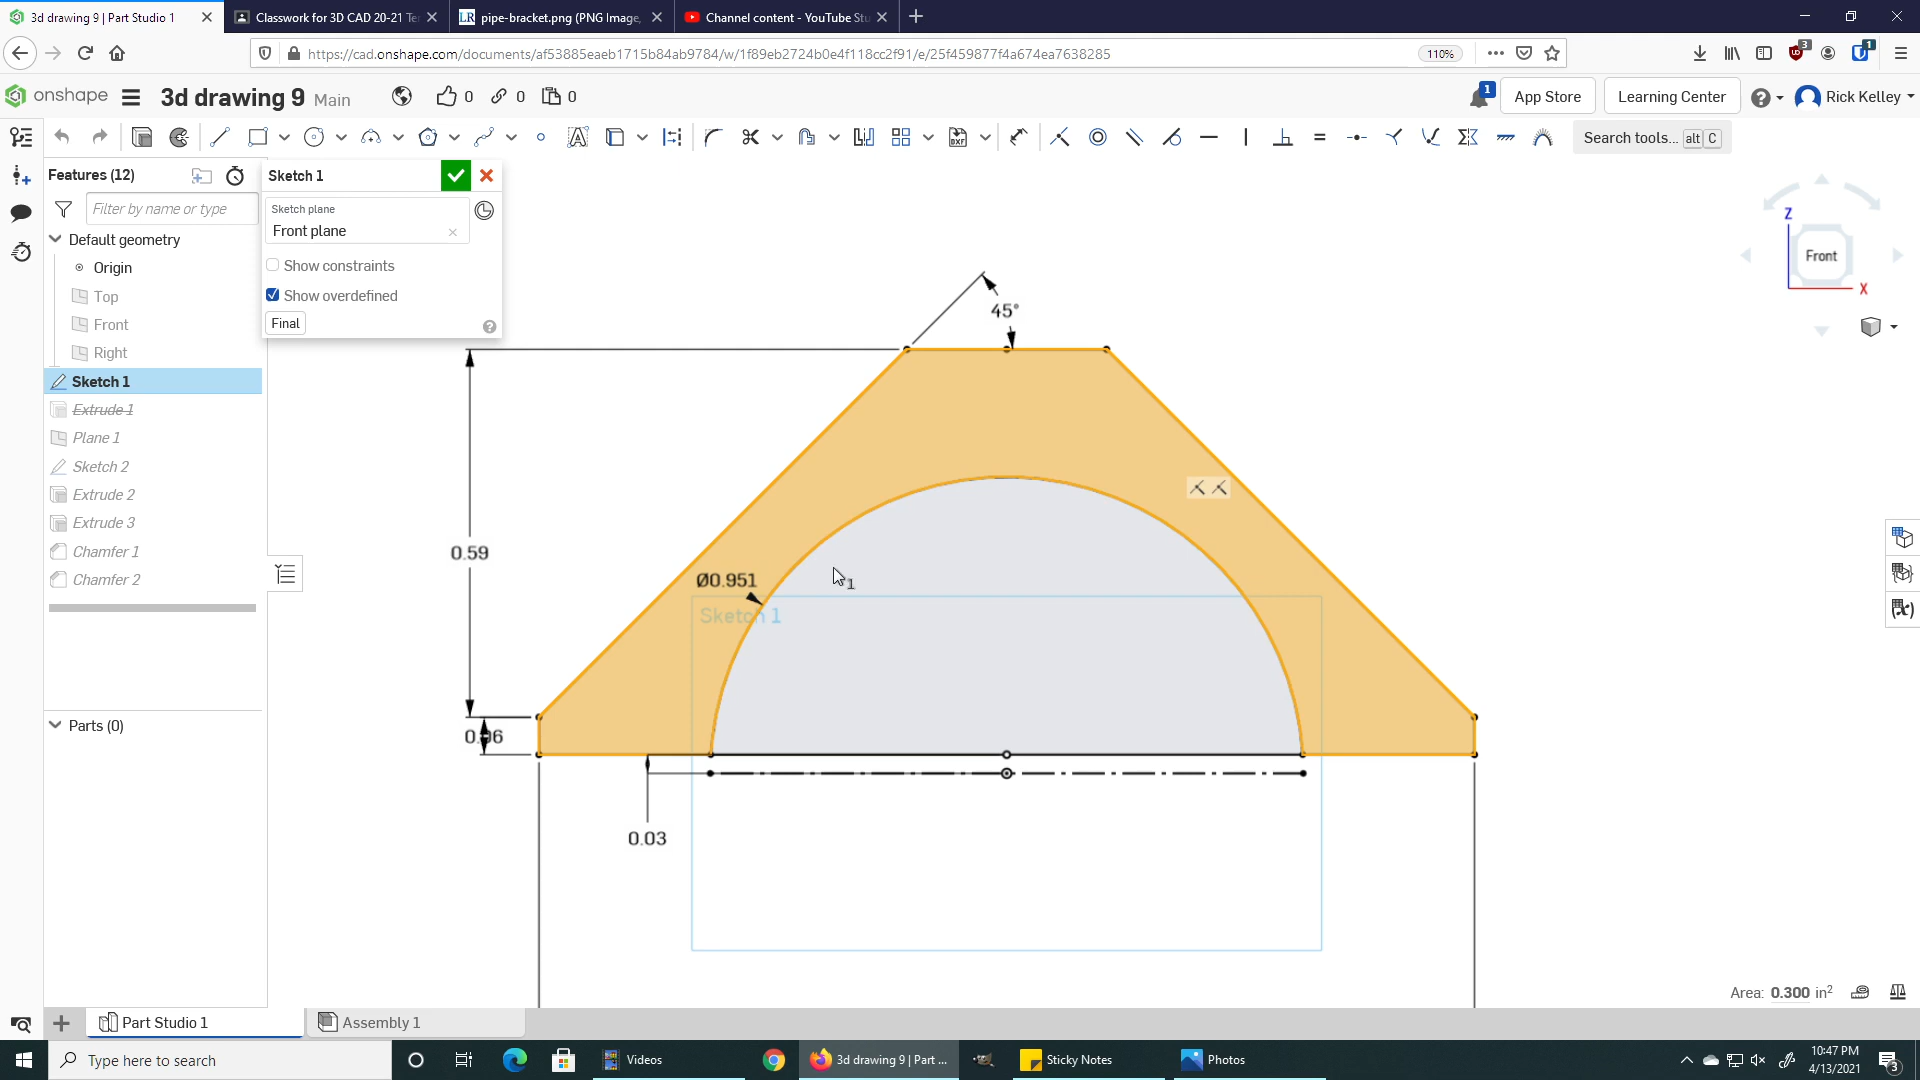 3d drawing 9 | Part Studio 1
Classwork for 3D CAD 20-21 Te
LR pipe-bracket.png (PNG Image,
Channel content - YouTube Stu
https://cad.onshape.com/documents/af53885eaeb1715b84ab9784/w/1f89eb2724b0e4f118cc2f91/e/25f459877f4a674ea7638285
110%
3
1
onshape
3d drawing 9 Main
0
0
0
1
App Store
Learning Center
Rick Kelley
Search tools... alt C
Features (12)
Filter by name or type
Default geometry
Origin
Top
Front
Right
Sketch 1
Extrude 1
Plane 1
Sketch 2
Extrude 2
Extrude 3
Chamfer 1
Chamfer 2
Parts (0)
Sketch 1
Sketch plane
Front plane
Show constraints
Show overdefined
Final
45°
0.59
Ø0.951
1
Sketch 1
0.03
Z
Front
X
(x)
Area: 0.300 in²
Part Studio 1
Assembly 1
Type here to search
Videos
3d drawing 9 | Part ...
Sticky Notes
Photos
10:47 PM
4/13/2021
3